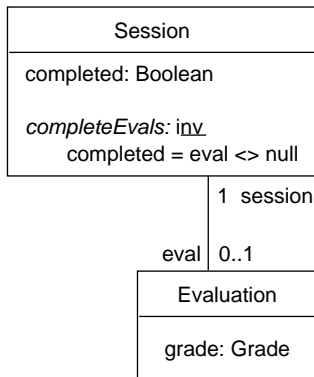 Session
completed: Boolean
completeEvals: inv
completed = eval <> null
1 session
eval 0..1
Evaluation
grade: Grade